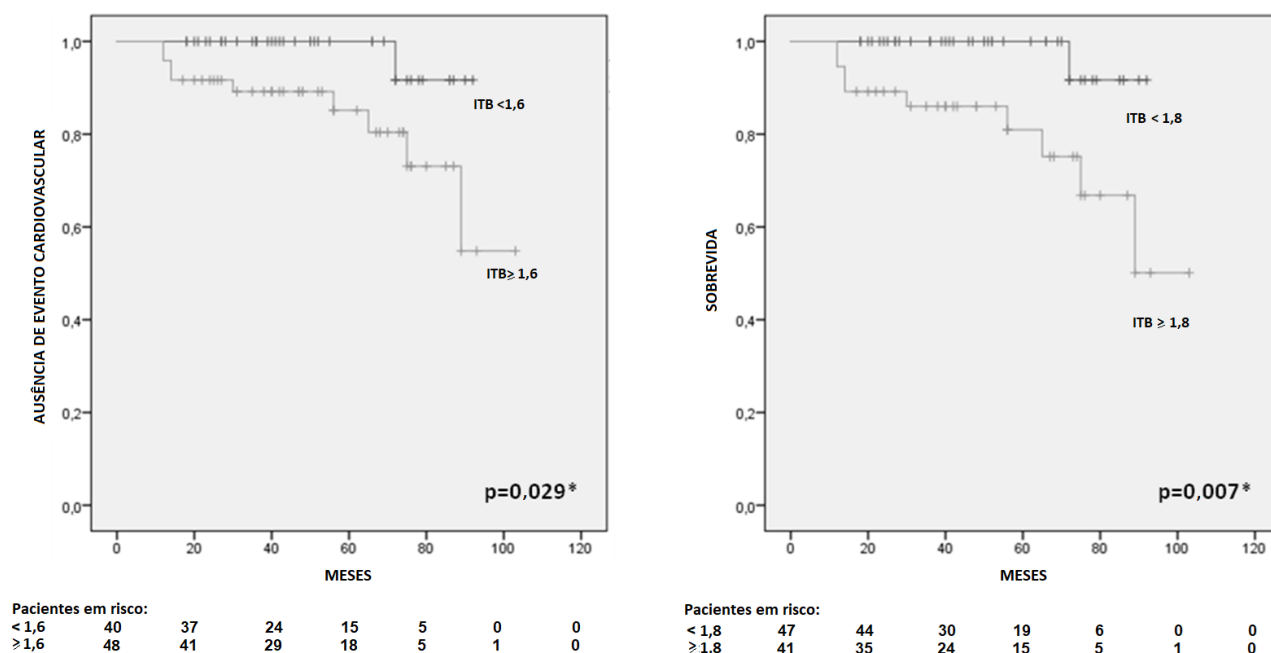 AUSÊNCIA DE EVENTO CARDIOVASCULAR
1,0
0,8
0,6
0,4
0,2
0,0
ITB <1,6
ITB⩾ 1,6
p=0,029*
0 20 40 60 80 100 120
MESES
Pacientes em risco:
< 1,6 40 37 24 15 5 0 0
⩾ 1,6 48 41 29 18 5 1 0
SOBREVIDA
1,0
0,8
0,6
0,4
0,2
0,0
ITB < 1,8
ITB ⩾ 1,8
p=0,007*
0 20 40 60 80 100 120
MESES
Pacientes em risco:
< 1,8 47 44 30 19 6 0 0
⩾ 1,8 41 35 24 15 5 1 0